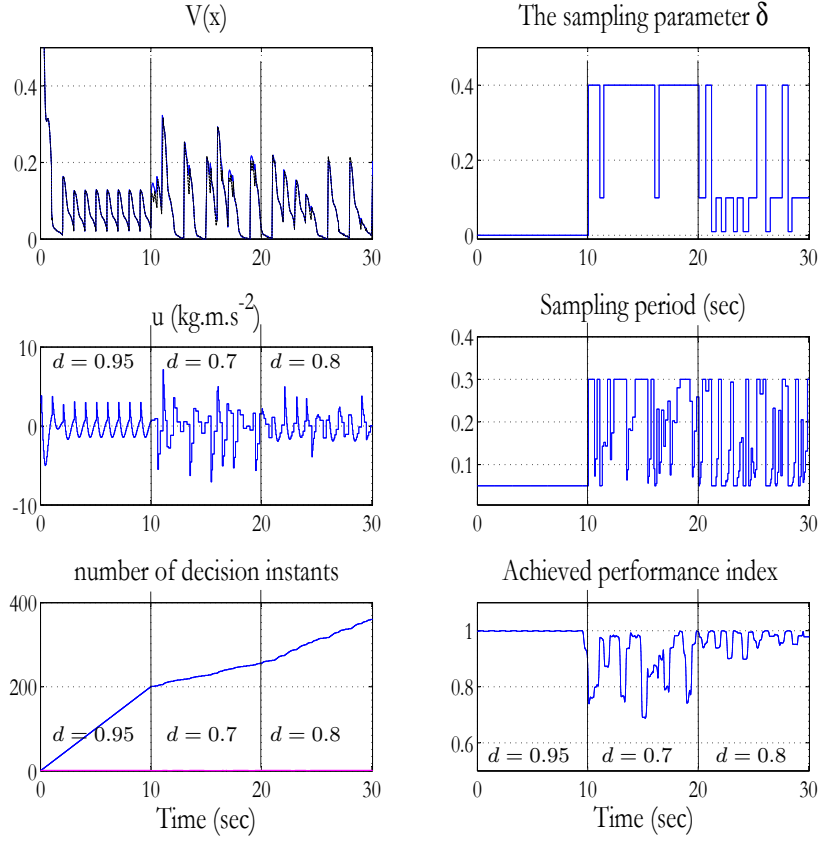 V(x)
0.4
0.2
0
0
10
20
30
The sampling parameter δ
0.4
0.2
0
0
10
20
30
u (kg.m.s⁻²)
10
0
-10
d = 0.95
d = 0.7
d = 0.8
0
10
20
30
Sampling period (sec)
0.4
0.3
0.2
0.1
0
10
20
30
number of decision instants
400
200
0
d = 0.95
d = 0.7
d = 0.8
0
10
20
30
Time (sec)
Achieved performance index
1
0.8
0.6
d = 0.95
d = 0.7
d = 0.8
0
10
20
30
Time (sec)